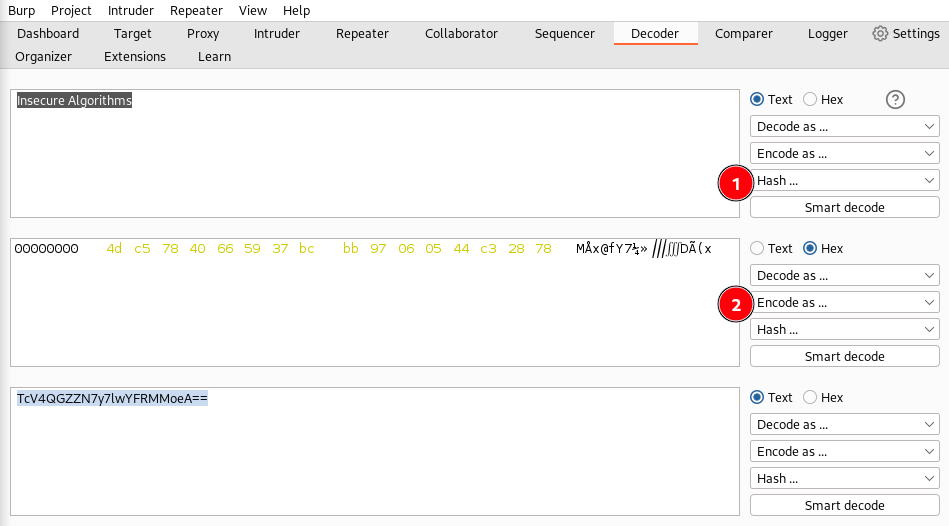 Burp Project Intruder Repeater View Help
Dashboard Target Proxy Intruder Repeater Collaborator Sequencer Decoder Comparer Logger Settings
Organizer Extensions Learn
Insecure Algorithms
Text Hex ?
Decode as ...
Encode as ...
1 Hash ...
Smart decode
00000000 4d c5 78 40 66 59 37 bc bb 97 06 05 44 c3 28 78 MÅx@fY7¼»DÃ(x
Text Hex
Decode as ...
2 Encode as ...
Hash ...
Smart decode
TcV4QGZZN7y7lwYFRMMoeA==
Text Hex
Decode as ...
Encode as ...
Hash ...
Smart decode